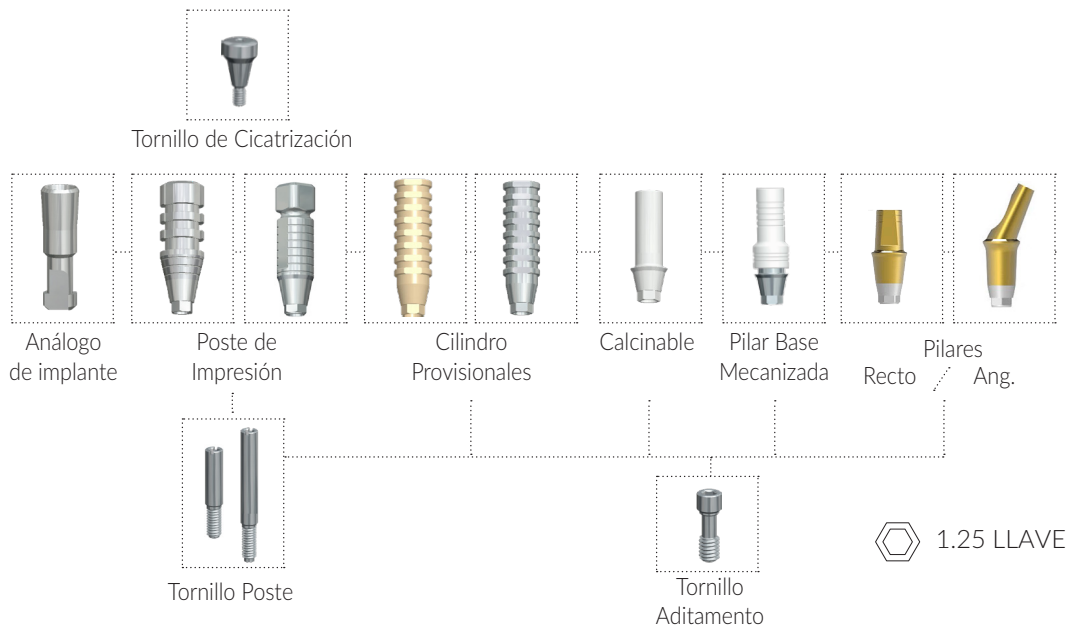 Tornillo de Cicatrización
Análogo
de implante
Poste de
Impresión
Cilindro
Provisionales
Calcinable
Pilar Base
Mecanizada
Pilares
Recto / Ang.
Tornillo Poste
Tornillo
Aditamento
1.25 LLAVE